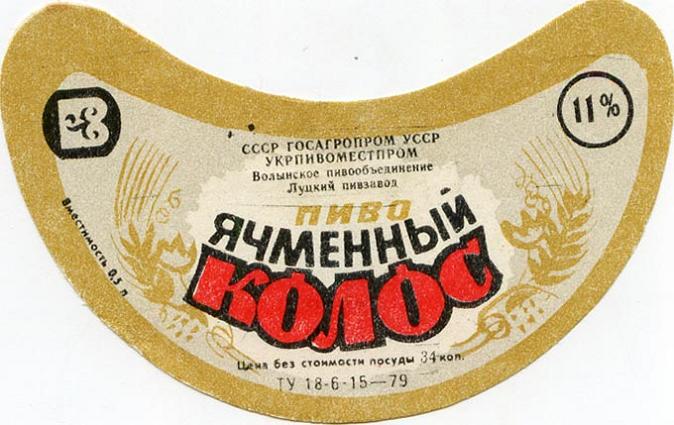 11%
СССР ГОСАГРОПРОМ УССР
УКРПИВОМЕСТПРОМ
Волынское пивообъединение
Луцкий пивзавод
ПИВО
ЯЧМЕННЫЙ
КОЛОС
Вместимость 0,5 л
Цена без стоимости посуды 34 коп.
ТУ 18-6-15—79